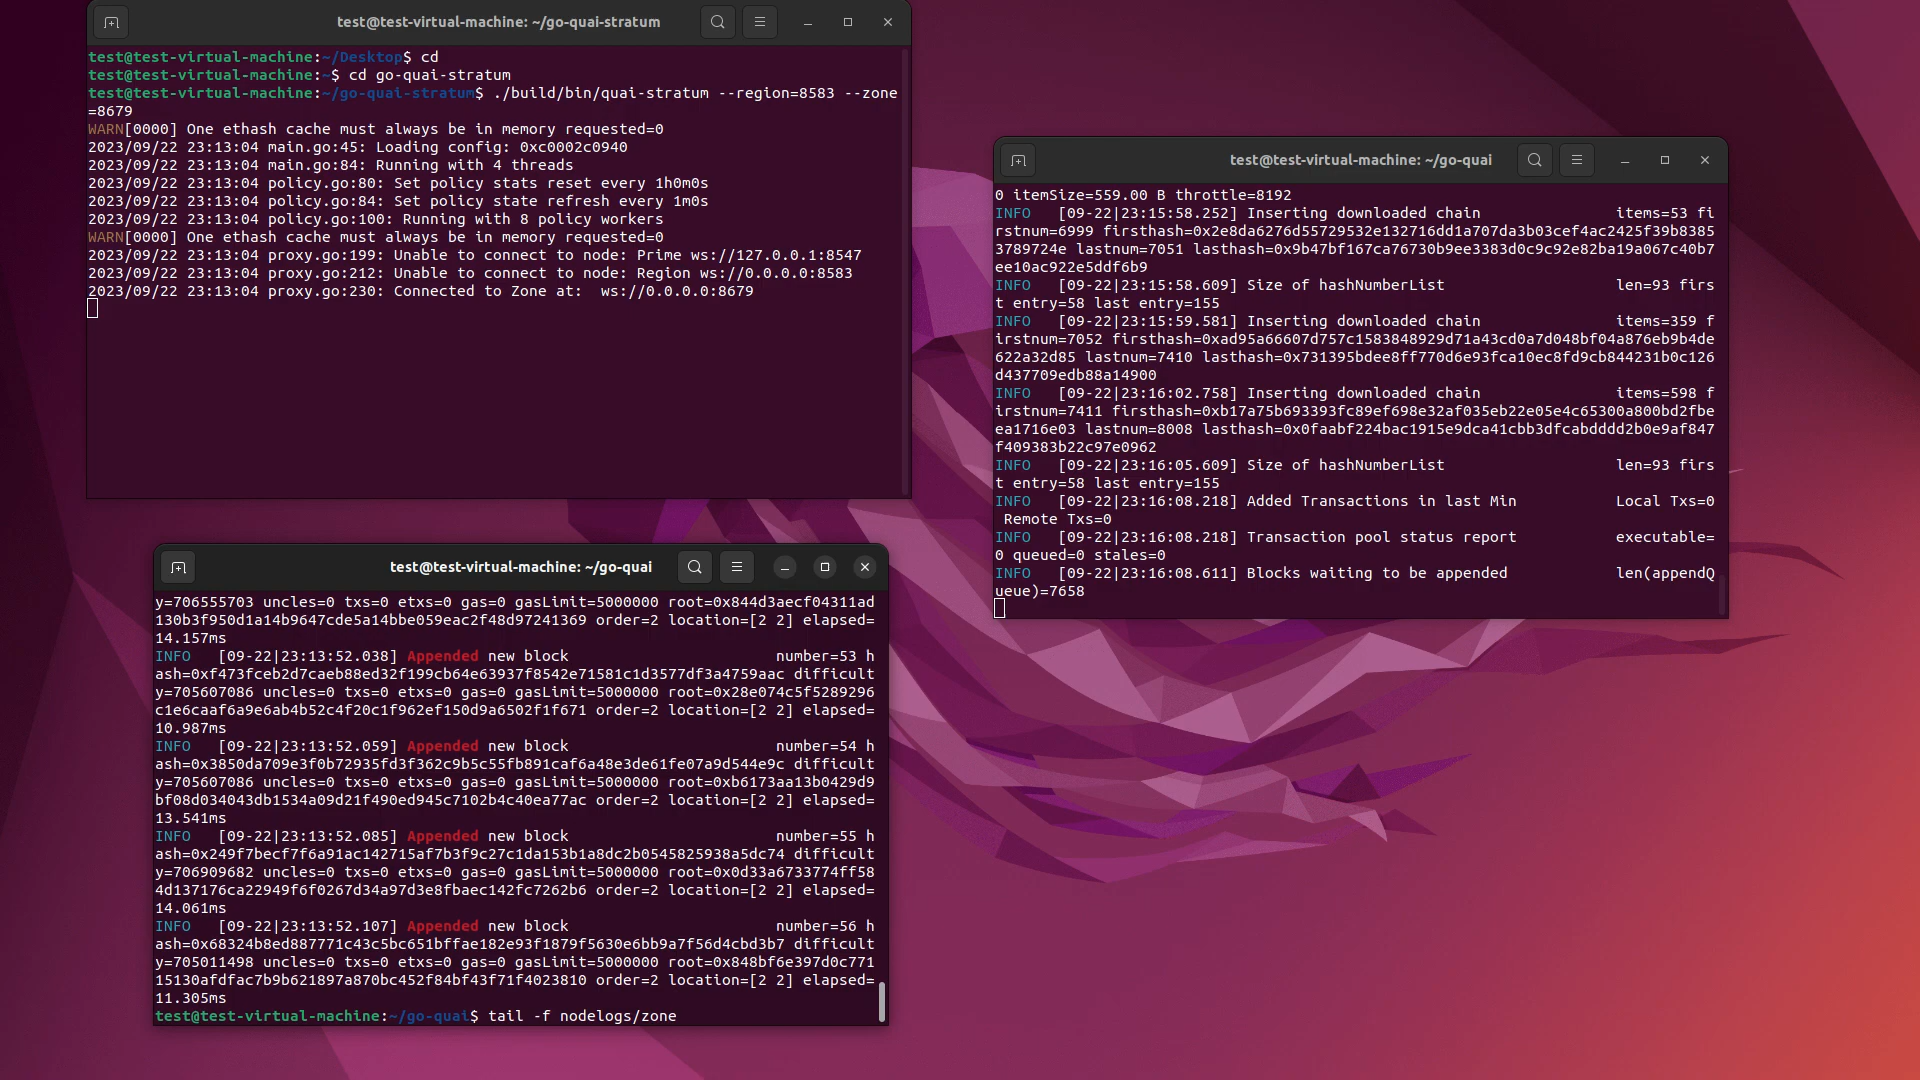 test@test-virtual-machine: ~/go-quai-stratum
test@test-virtual-machine:~/Desktop$ cd
test@test-virtual-machine:~$ cd go-quai-stratum
test@test-virtual-machine:~/go-quai-stratum$ ./build/bin/quai-stratum --region=8583 --zone
=8679
WARN[0000] One ethash cache must always be in memory requested=0
2023/09/22 23:13:04 main.go:45: Loading config: 0xc0002c0940
2023/09/22 23:13:04 main.go:84: Running with 4 threads
2023/09/22 23:13:04 policy.go:80: Set policy stats reset every 1h0m0s
2023/09/22 23:13:04 policy.go:84: Set policy state refresh every 1m0s
2023/09/22 23:13:04 policy.go:100: Running with 8 policy workers
WARN[0000] One ethash cache must always be in memory requested=0
2023/09/22 23:13:04 proxy.go:199: Unable to connect to node: Prime ws://127.0.0.1:8547
2023/09/22 23:13:04 proxy.go:212: Unable to connect to node: Region ws://0.0.0.0:8583
2023/09/22 23:13:04 proxy.go:230: Connected to Zone at:  ws://0.0.0.0:8679
test@test-virtual-machine: ~/go-quai
0 itemSize=559.00 B throttle=8192
INFO   [09-22|23:15:58.252] Inserting downloaded chain               items=53 fi
rstnum=6999 firsthash=0x2e8da6276d55729532e132716dd1a707da3b03cef4ac2425f39b8385
3789724e lastnum=7051 lasthash=0x9b47bf167ca76730b9ee3383d0c9c92e82ba19a067c40b7
ee10ac922e5ddf6b9
INFO   [09-22|23:15:58.609] Size of hashNumberList                   len=93 firs
t entry=58 last entry=155
INFO   [09-22|23:15:59.581] Inserting downloaded chain               items=359 f
irstnum=7052 firsthash=0xad95a66607d757c1583848929d71a43cd0a7d048bf04a876eb9b4de
622a32d85 lastnum=7410 lasthash=0x731395bdee8ff770d6e93fca10ec8fd9cb844231b0c126
d437709edb88a14900
INFO   [09-22|23:16:02.758] Inserting downloaded chain               items=598 f
irstnum=7411 firsthash=0xb17a75b693393fc89ef698e32af035eb22e05e4c65300a800bd2fbe
ea1716e03 lastnum=8008 lasthash=0x0faabf224bac1915e9dca41cbb3dfcabdddd2b0e9af847
f409383b22c97e0962
INFO   [09-22|23:16:05.609] Size of hashNumberList                   len=93 firs
t entry=58 last entry=155
INFO   [09-22|23:16:08.218] Added Transactions in last Min           Local Txs=0
 Remote Txs=0
INFO   [09-22|23:16:08.218] Transaction pool status report           executable=
0 queued=0 stales=0
INFO   [09-22|23:16:08.611] Blocks waiting to be appended            len(appendQ
ueue)=7658
test@test-virtual-machine: ~/go-quai
y=706555703 uncles=0 txs=0 etxs=0 gas=0 gasLimit=5000000 root=0x844d3aecf04311ad
130b3f950d1a14b9647cde5a14bbe059eac2f48d97241369 order=2 location=[2 2] elapsed=
14.157ms
INFO   [09-22|23:13:52.038] Appended new block                       number=53 h
ash=0xf473fceb2d7caeb88ed32f199cb64e63937f8542e71581c1d3577df3a4759aac difficult
y=705607086 uncles=0 txs=0 etxs=0 gas=0 gasLimit=5000000 root=0x28e074c5f5289296
c1e6caaf6a9e6ab4b52c4f20c1f962ef150d9a6502f1f671 order=2 location=[2 2] elapsed=
10.987ms
INFO   [09-22|23:13:52.059] Appended new block                       number=54 h
ash=0x3850da709e3f0b72935fd3f362c9b5c55fb891caf6a48e3de61fe07a9d544e9c difficult
y=705607086 uncles=0 txs=0 etxs=0 gas=0 gasLimit=5000000 root=0xb6173aa13b0429d9
bf08d034043db1534a09d21f490ed945c7102b4c40ea77ac order=2 location=[2 2] elapsed=
13.541ms
INFO   [09-22|23:13:52.085] Appended new block                       number=55 h
ash=0x249f7becf7f6a91ac142715af7b3f9c27c1da153b1a8dc2b0545825938a5dc74 difficult
y=706909682 uncles=0 txs=0 etxs=0 gas=0 gasLimit=5000000 root=0x0d33a6733774ff58
4d137176ca22949f6f0267d34a97d3e8fbaec142fc7262b6 order=2 location=[2 2] elapsed=
14.061ms
INFO   [09-22|23:13:52.107] Appended new block                       number=56 h
ash=0x68324b8ed887771c43c5bc651bffae182e93f1879f5630e6bb9a7f56d4cbd3b7 difficult
y=705011498 uncles=0 txs=0 etxs=0 gas=0 gasLimit=5000000 root=0x848bf6e397d0c771
15130afdfac7b9b621897a870bc452f84bf43f71f4023810 order=2 location=[2 2] elapsed=
11.305ms
test@test-virtual-machine:~/go-quai$ tail -f nodelogs/zone